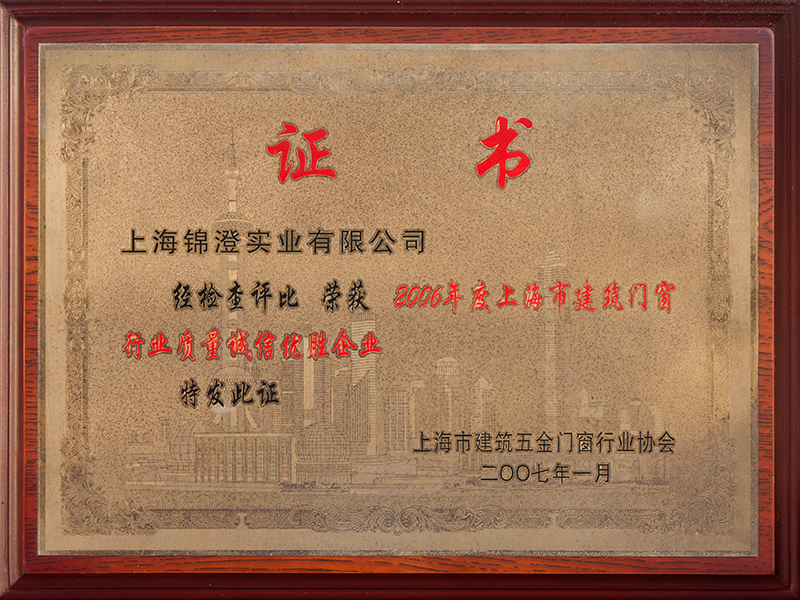 证 书
上海锦澄实业有限公司
经检查评比 荣获 2006年度上海市建筑门窗
行业质量诚信优胜企业
特发此证
上海市建筑五金门窗行业协会
二〇〇七年一月